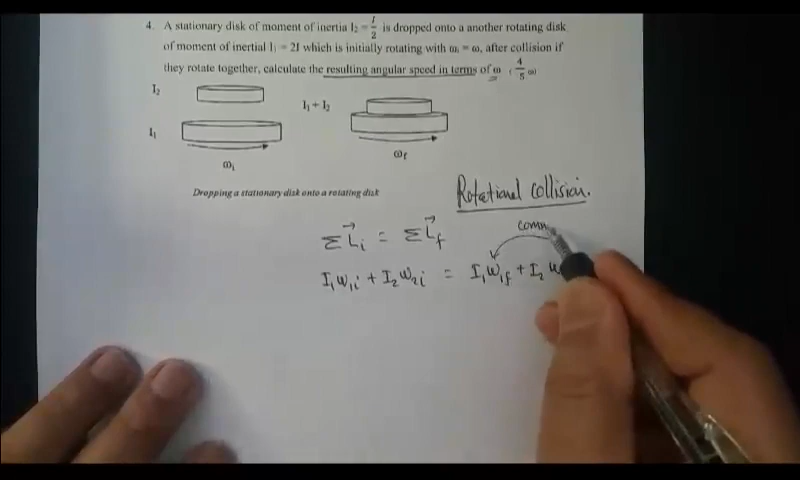 4. A stationary disk of moment of inertia I₂ = I/2 is dropped onto a another rotating disk
of moment of inertial I₁ = 2I which is initially rotating with ωᵢ = ω, after collision if
they rotate together, calculate the resulting angular speed in terms of ω (4/5 ω)
I₂
I₁ + I₂
I₁
ωᵢ
ω_f
Dropping a stationary disk onto a rotating disk
Rotational Collision.
ΣL⃗ᵢ = ΣL⃗_f
comm
I₁ω₁ᵢ + I₂ω₂ᵢ = I₁ω₁_f + I₂